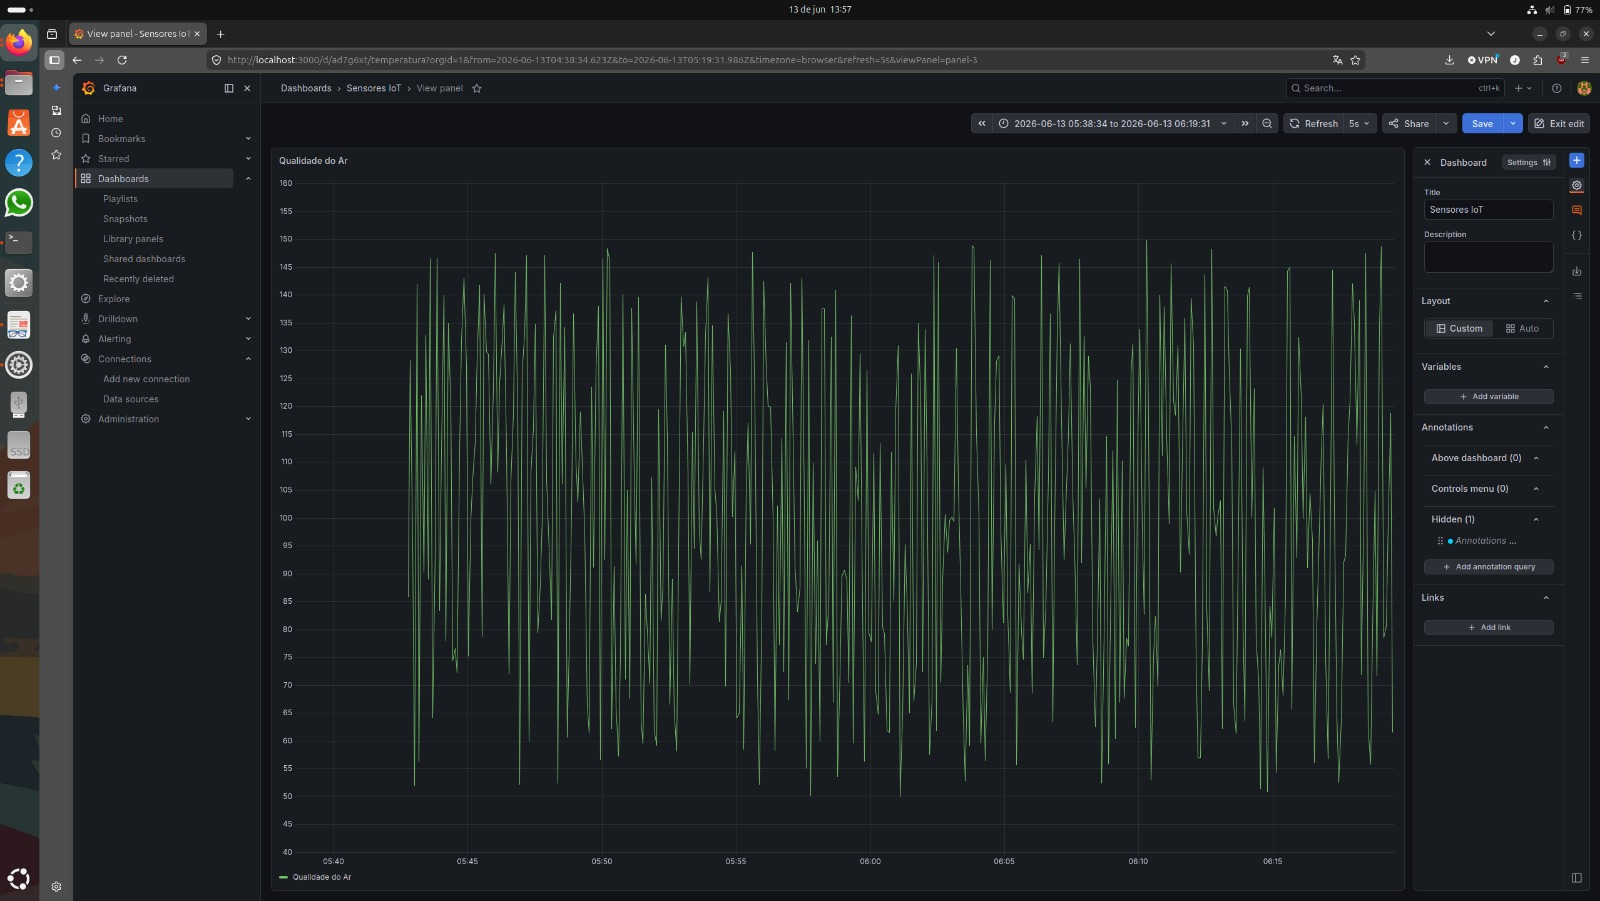 13 de jun 13:57
77%
View panel - Sensores IoT
http://localhost:3000/d/ad7g6xt/temperatura?orgId=1&from=2026-06-13T04:38:34.623Z&to=2026-06-13T05:19:31.986Z&timezone=browser&refresh=5s&viewPanel=panel-3
VPN
Grafana
Dashboards › Sensores IoT › View panel
Search...
ctrl+k
2026-06-13 05:38:34 to 2026-06-13 06:19:31
Refresh
5s
Share
Save
Exit edit
Home
Bookmarks
Starred
Dashboards
Playlists
Snapshots
Library panels
Shared dashboards
Recently deleted
Explore
Drilldown
Alerting
Connections
Add new connection
Data sources
Administration
SSD
Qualidade do Ar
160
155
150
145
140
135
130
125
120
115
110
105
100
95
90
85
80
75
70
65
60
55
50
45
40
05:40
05:45
05:50
05:55
06:00
06:05
06:10
06:15
Qualidade do Ar
Dashboard
Settings
Title
Sensores IoT
Description
Layout
Custom
Auto
Variables
+ Add variable
Annotations
Above dashboard (0)
Controls menu (0)
Hidden (1)
Annotations ...
+ Add annotation query
Links
+ Add link